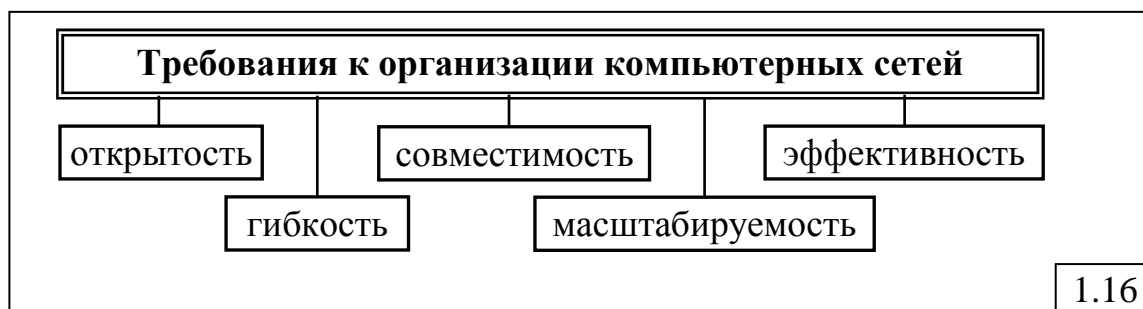 Требования к организации компьютерных сетей
открытость
совместимость
эффективность
гибкость
масштабируемость
1.16